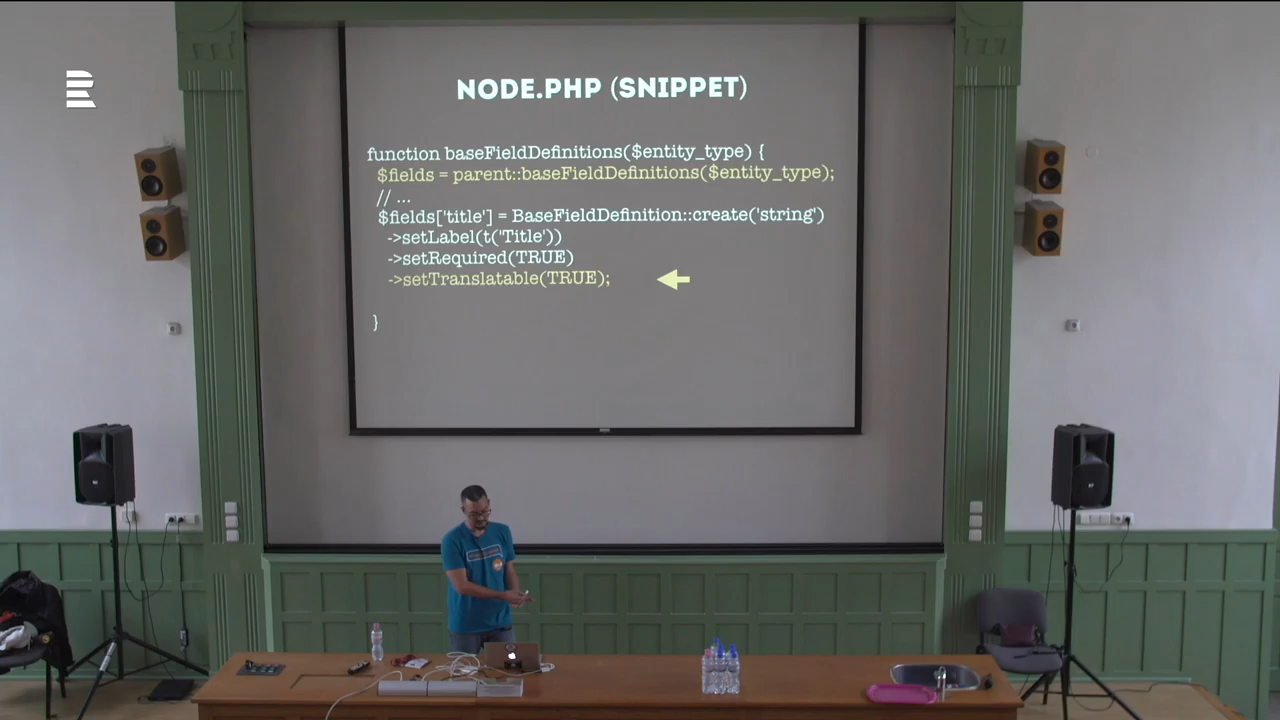 NODE.PHP (SNIPPET)
function baseFieldDefinitions($entity_type) {
$fields = parent::baseFieldDefinitions($entity_type);
// ...
$fields['title'] = BaseFieldDefinition::create('string')
->setLabel(t('Title'))
->setRequired(TRUE)
->setTranslatable(TRUE);
}